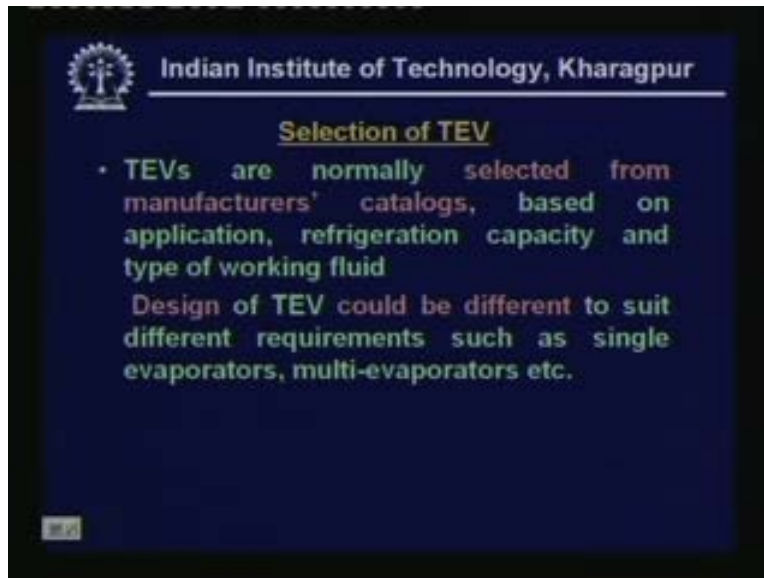 Indian Institute of Technology, Kharagpur
Selection of TEV
• TEVs are normally selected from
manufacturers' catalogs, based on
application, refrigeration capacity and
type of working fluid
Design of TEV could be different to suit
different requirements such as single
evaporators, multi-evaporators etc.